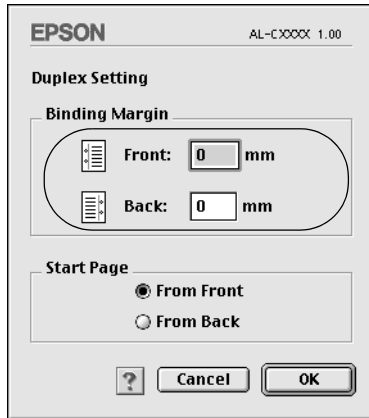 EPSON AL-CXXXX 1.00
Duplex Setting
Binding Margin
Front: 0 mm
Back: 0 mm
Start Page
From Front
From Back
? Cancel OK